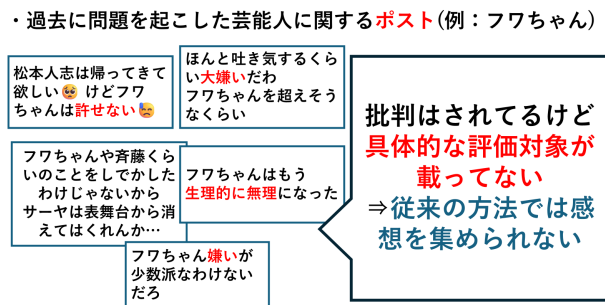 ・過去に問題を起こした芸能人に関するポスト(例：フワちゃん)
松本人志は帰ってきて
欲しい🥺 けどフワ
ちゃんは許せない😓
ほんと吐き気するくら
い大嫌いだわ
フワちゃんを超えそう
なくらい
フワちゃんや斉藤くら
いのことをしでかした
わけじゃないから
サーヤは表舞台から消
えてはくれんか…
フワちゃんはもう
生理的に無理になった
フワちゃん嫌いが
少数派なわけない
だろ
批判はされてるけど
具体的な評価対象が
載ってない
⇒従来の方法では感
想を集められない